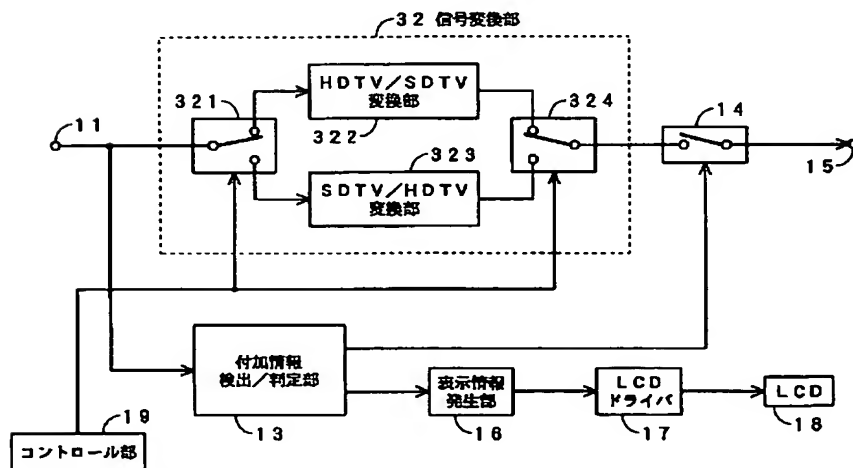 32 信号変換部
HDTV/SDTV
変換部
321
322
324
14
11
323
SDTV/HDTV
変換部
15
付加情報
検出/判定部
表示情報
発生部
LCD
ドライバ
LCD
19
13
16
17
18
コントロール部